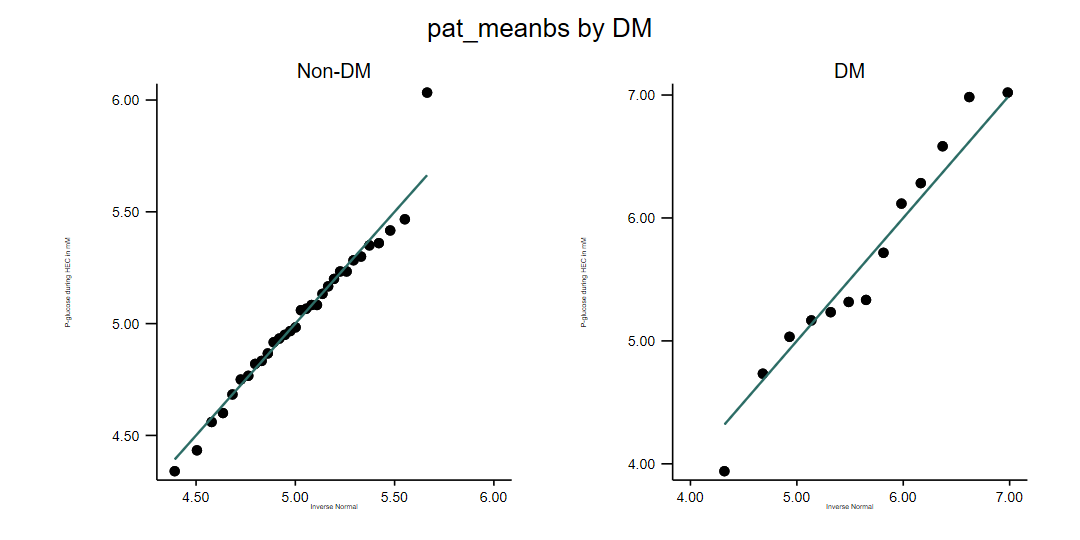 pat_meanbs by DM
Non-DM
P-glucose during HEC in mM
6.00
5.50
5.00
4.50
4.50 5.00 5.50 6.00
Inverse Normal
DM
P-glucose during HEC in mM
7.00
6.00
5.00
4.00
4.00 5.00 6.00 7.00
Inverse Normal